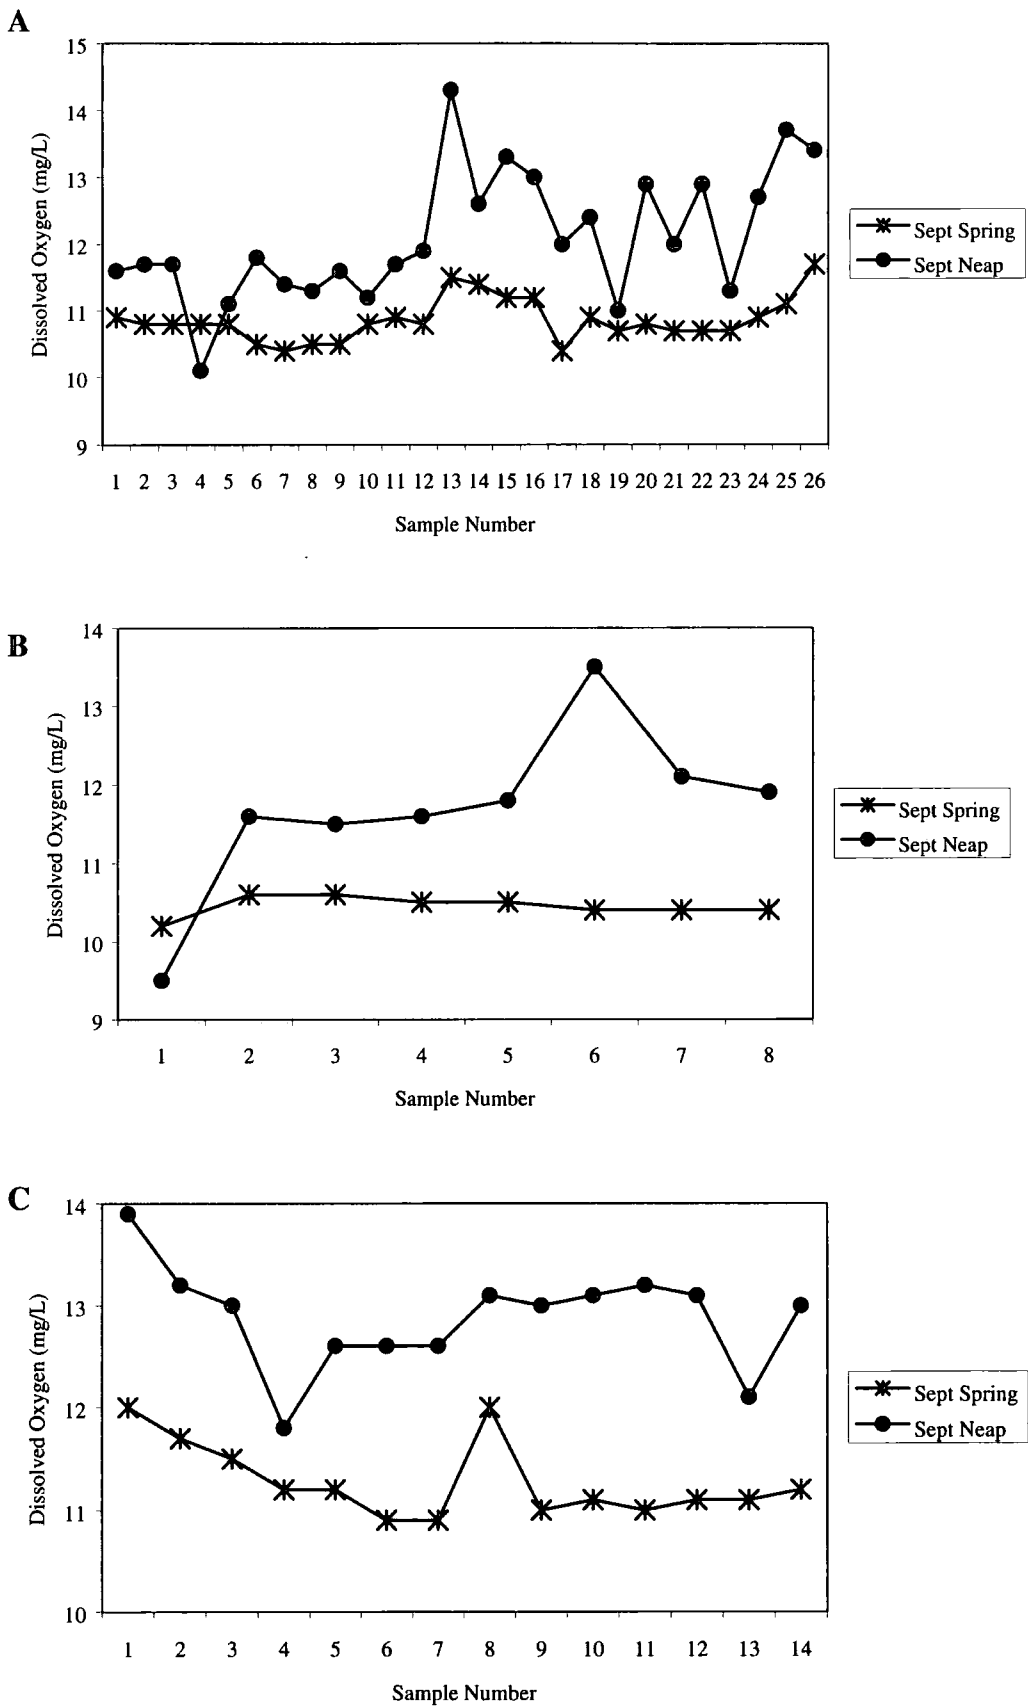 A
Dissolved Oxygen (mg/L)
15
14
13
12
11
10
9
1 2 3 4 5 6 7 8 9 10 11 12 13 14 15 16 17 18 19 20 21 22 23 24 25 26
Sample Number
Sept Spring
Sept Neap
B
Dissolved Oxygen (mg/L)
14
13
12
11
10
9
1 2 3 4 5 6 7 8
Sample Number
Sept Spring
Sept Neap
C
Dissolved Oxygen (mg/L)
14
13
12
11
10
1 2 3 4 5 6 7 8 9 10 11 12 13 14
Sample Number
Sept Spring
Sept Neap